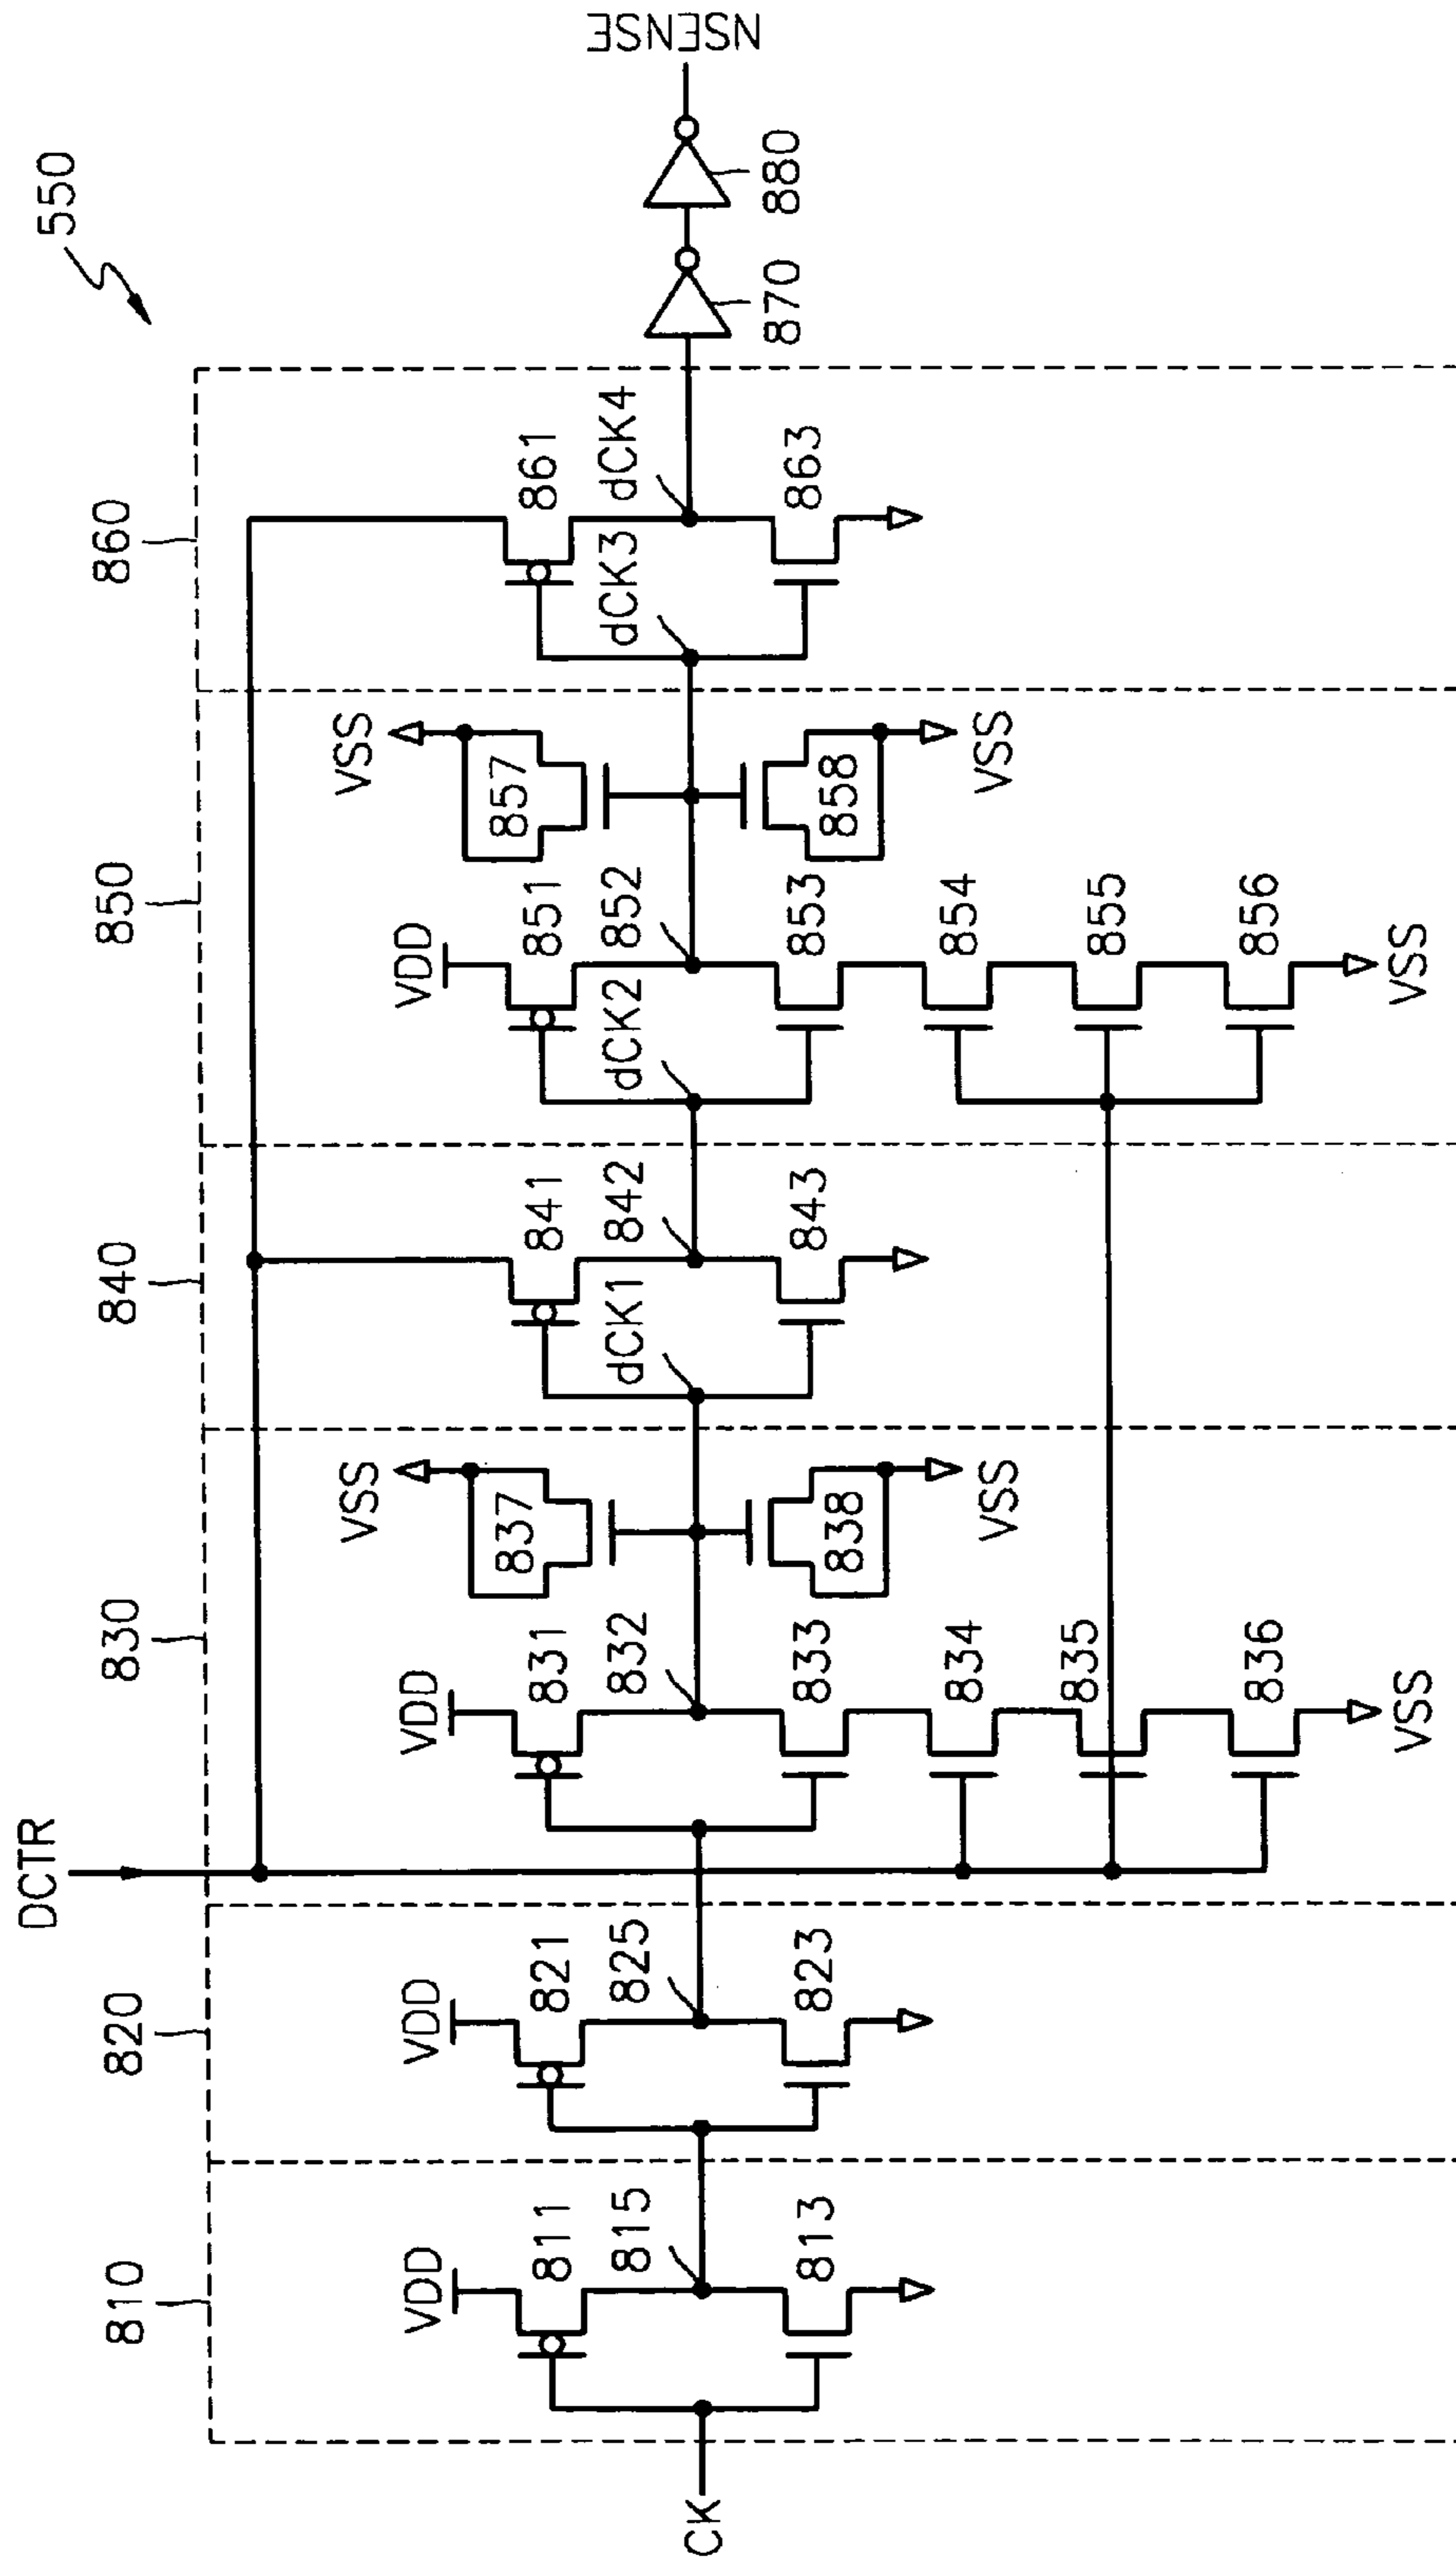 550
810
820
830
840
850
860
DCTR
VDD
811
815
813
CK
VDD
821
825
823
VDD
831
832
833
834
835
836
VSS
VSS
837
838
VSS
dCK1
841
842
843
dCK2
VDD
851
852
853
854
855
856
VSS
VSS
857
858
VSS
dCK3
861
dCK4
863
870
880
NSENSE